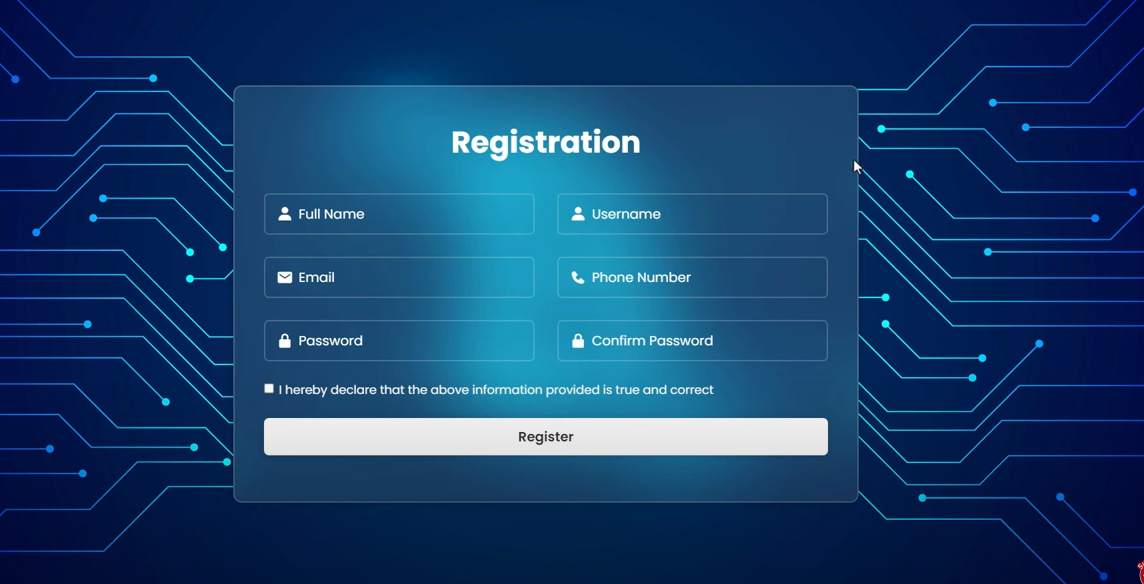 Registration
Full Name
Username
Email
Phone Number
Password
Confirm Password
I hereby declare that the above information provided is true and correct
Register